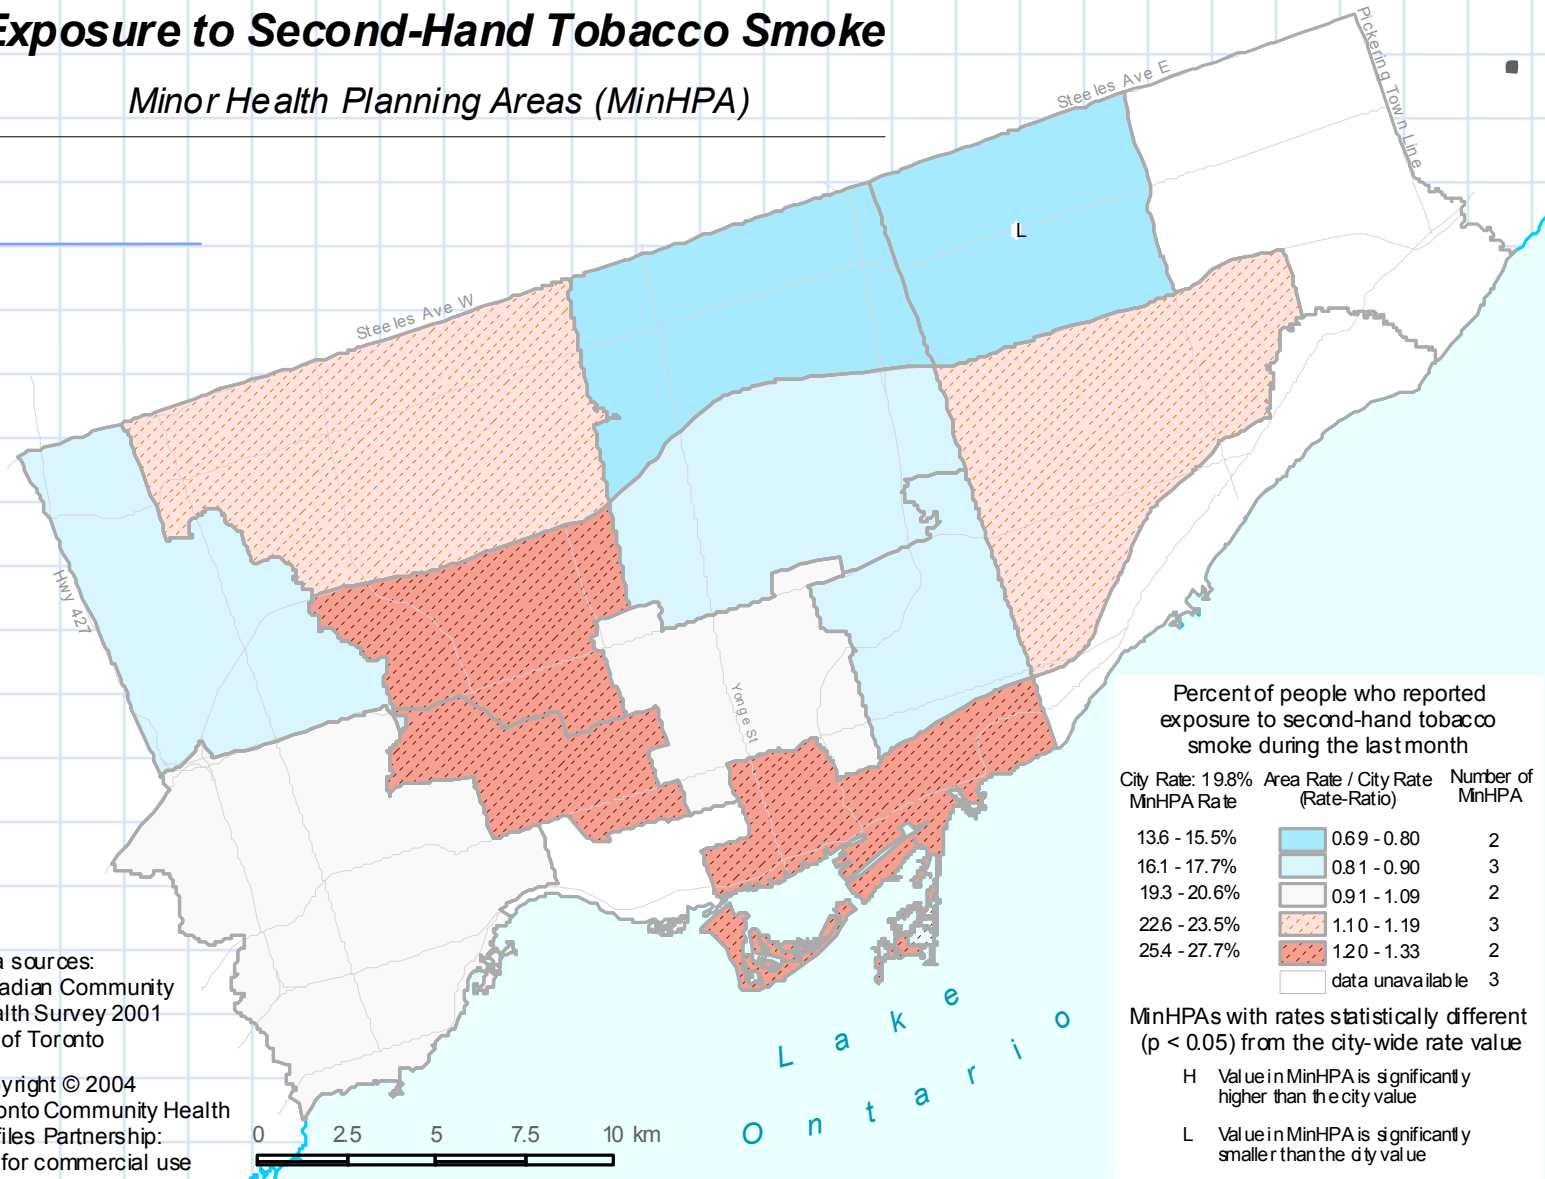 Exposure to Second-Hand Tobacco Smoke
Minor Health Planning Areas (MinHPA)
Steeles Ave E
Pickering Town Line
L
Steeles Ave W
Hwy 427
Yonge St
Percent of people who reported
exposure to second-hand tobacco
smoke during the last month
City Rate: 19.8% Area Rate / City Rate Number of
MinHPA Rate (Rate-Ratio) MinHPA
13.6 - 15.5% 0.69 - 0.80 2
16.1 - 17.7% 0.81 - 0.90 3
19.3 - 20.6% 0.91 - 1.09 2
22.6 - 23.5% 1.10 - 1.19 3
25.4 - 27.7% 1.20 - 1.33 2
data unavailable 3
MinHPAs with rates statistically different
(p < 0.05) from the city-wide rate value
H Value in MinHPA is significantly
higher than the city value
L Value in MinHPA is significantly
smaller than the city value
a sources:
adian Community
alth Survey 2001
of Toronto
yright © 2004
onto Community Health
files Partnership:
for commercial use
0 2.5 5 7.5 10 km
Lake
Ontario